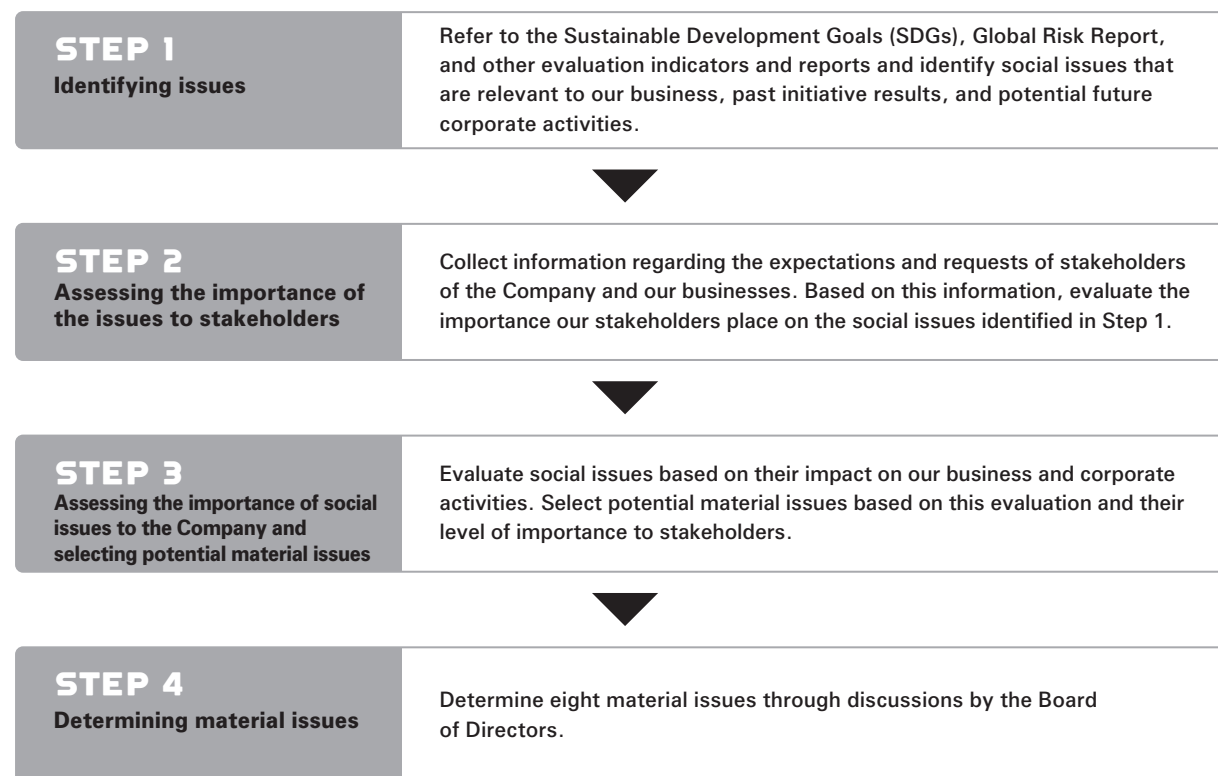 STEP 1
Identifying issues
Refer to the Sustainable Development Goals (SDGs), Global Risk Report,
and other evaluation indicators and reports and identify social issues that
are relevant to our business, past initiative results, and potential future
corporate activities.
STEP 2
Assessing the importance of
the issues to stakeholders
Collect information regarding the expectations and requests of stakeholders
of the Company and our businesses. Based on this information, evaluate the
importance our stakeholders place on the social issues identified in Step 1.
STEP 3
Assessing the importance of social
issues to the Company and
selecting potential material issues
Evaluate social issues based on their impact on our business and corporate
activities. Select potential material issues based on this evaluation and their
level of importance to stakeholders.
STEP 4
Determining material issues
Determine eight material issues through discussions by the Board
of Directors.